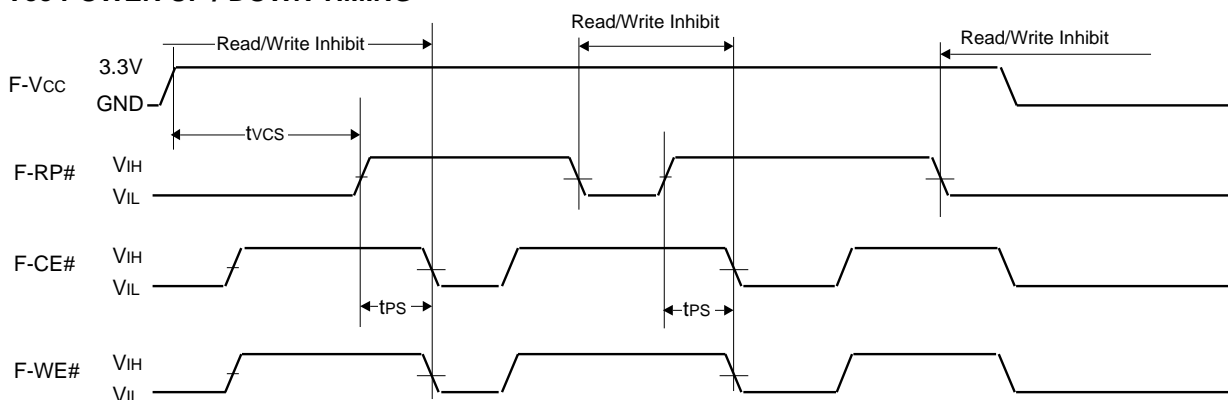 Read/Write Inhibit
Read/Write Inhibit
Read/Write Inhibit
F-VCC
3.3V
GND
tVCS
F-RP#
VIH
VIL
F-CE#
VIH
VIL
tPS
tPS
F-WE#
VIH
VIL